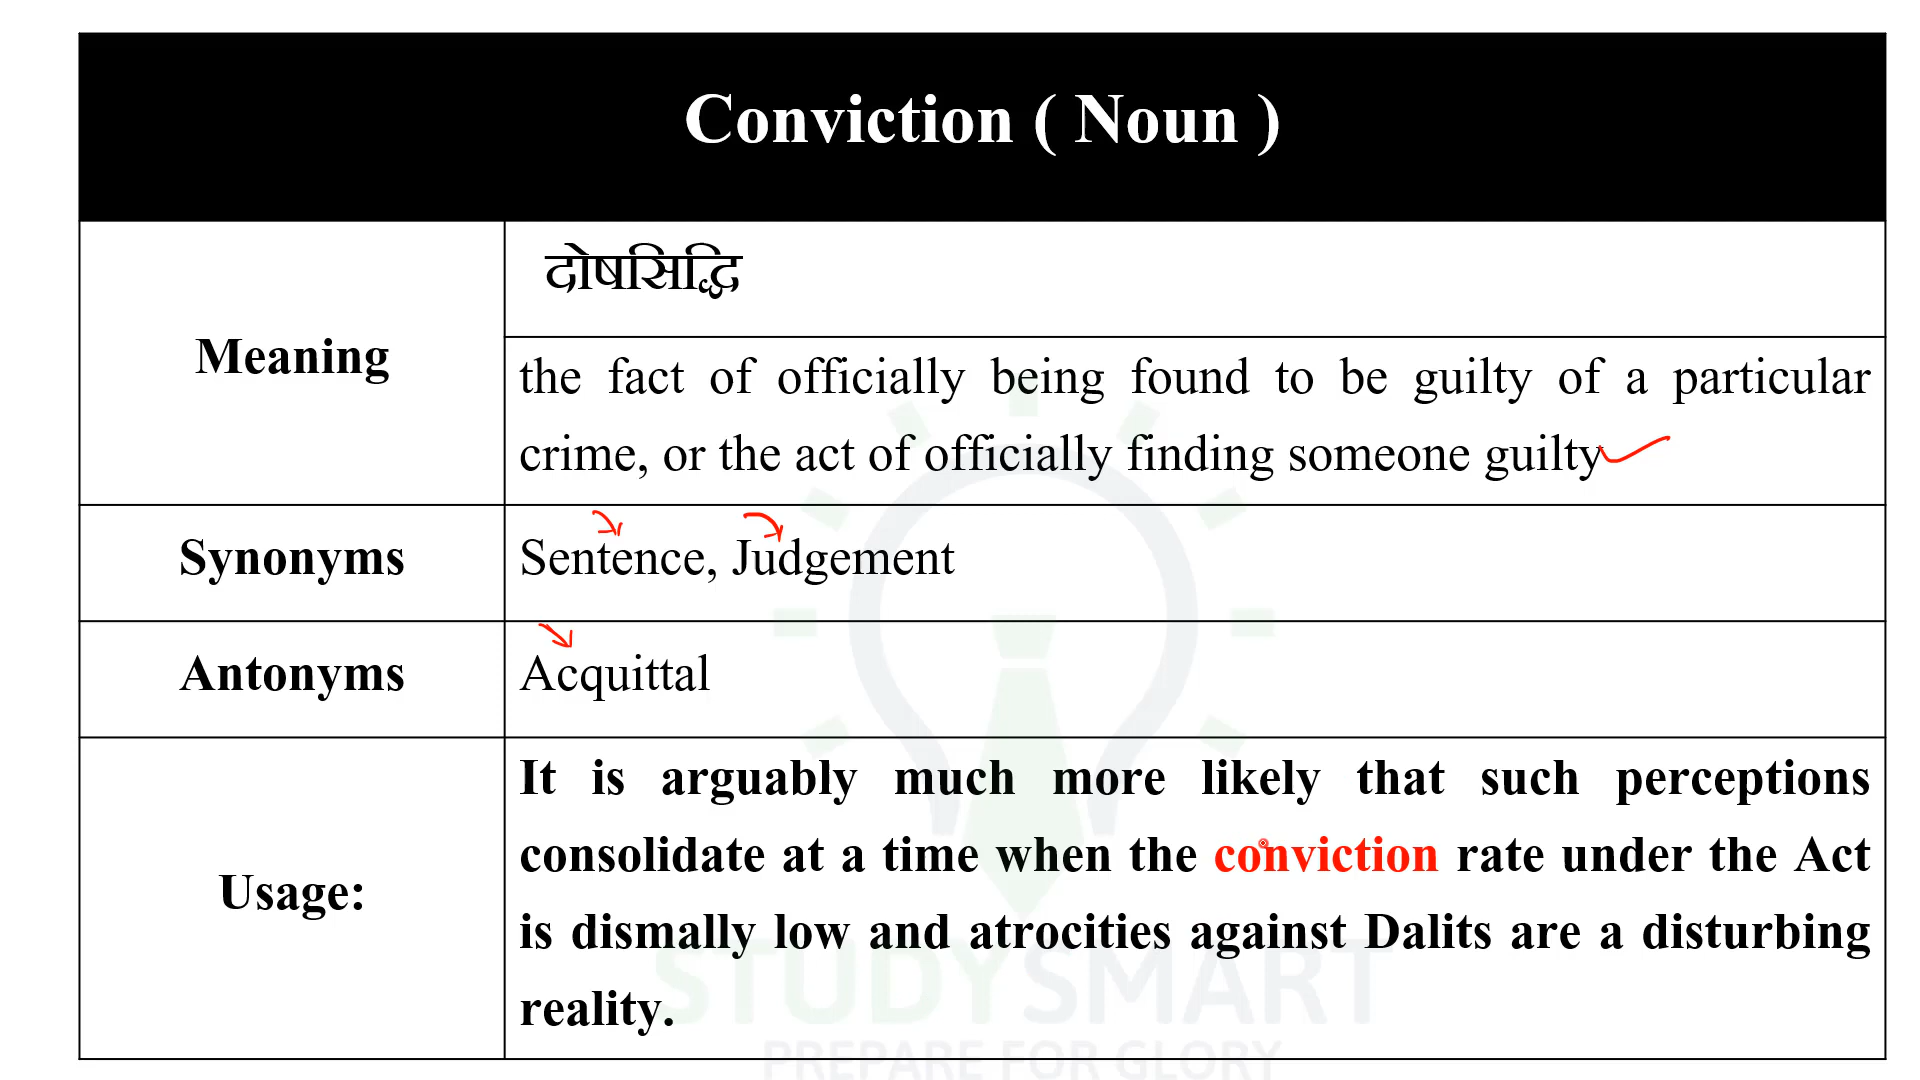 Conviction ( Noun )
दोषसिद्धि
Meaning
the fact of officially being found to be guilty of a particular
crime, or the act of officially finding someone guilty
Synonyms
Sentence, Judgement
Antonyms
Acquittal
Usage:
It is arguably much more likely that such perceptions
consolidate at a time when the conviction rate under the Act
is dismally low and atrocities against Dalits are a disturbing
reality.
STUDYSMART
PREPARE FOR GLORY